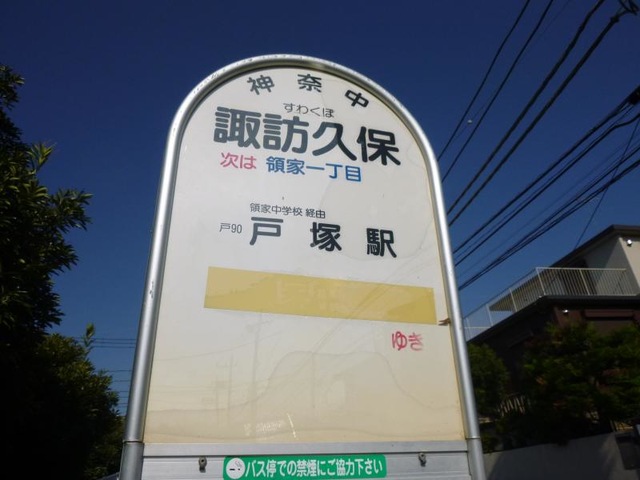 神奈中
すわくぼ
諏訪久保
次は 領家一丁目
領家中学校 経由
戸90 戸塚駅
ゆき
バス停での禁煙にご協力下さい